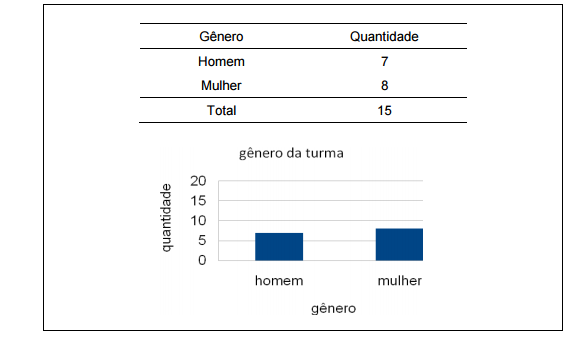 Gênero Quantidade
Homem 7
Mulher 8
Total 15
gênero da turma
quantidade
20
15
10
5
0
homem mulher
gênero